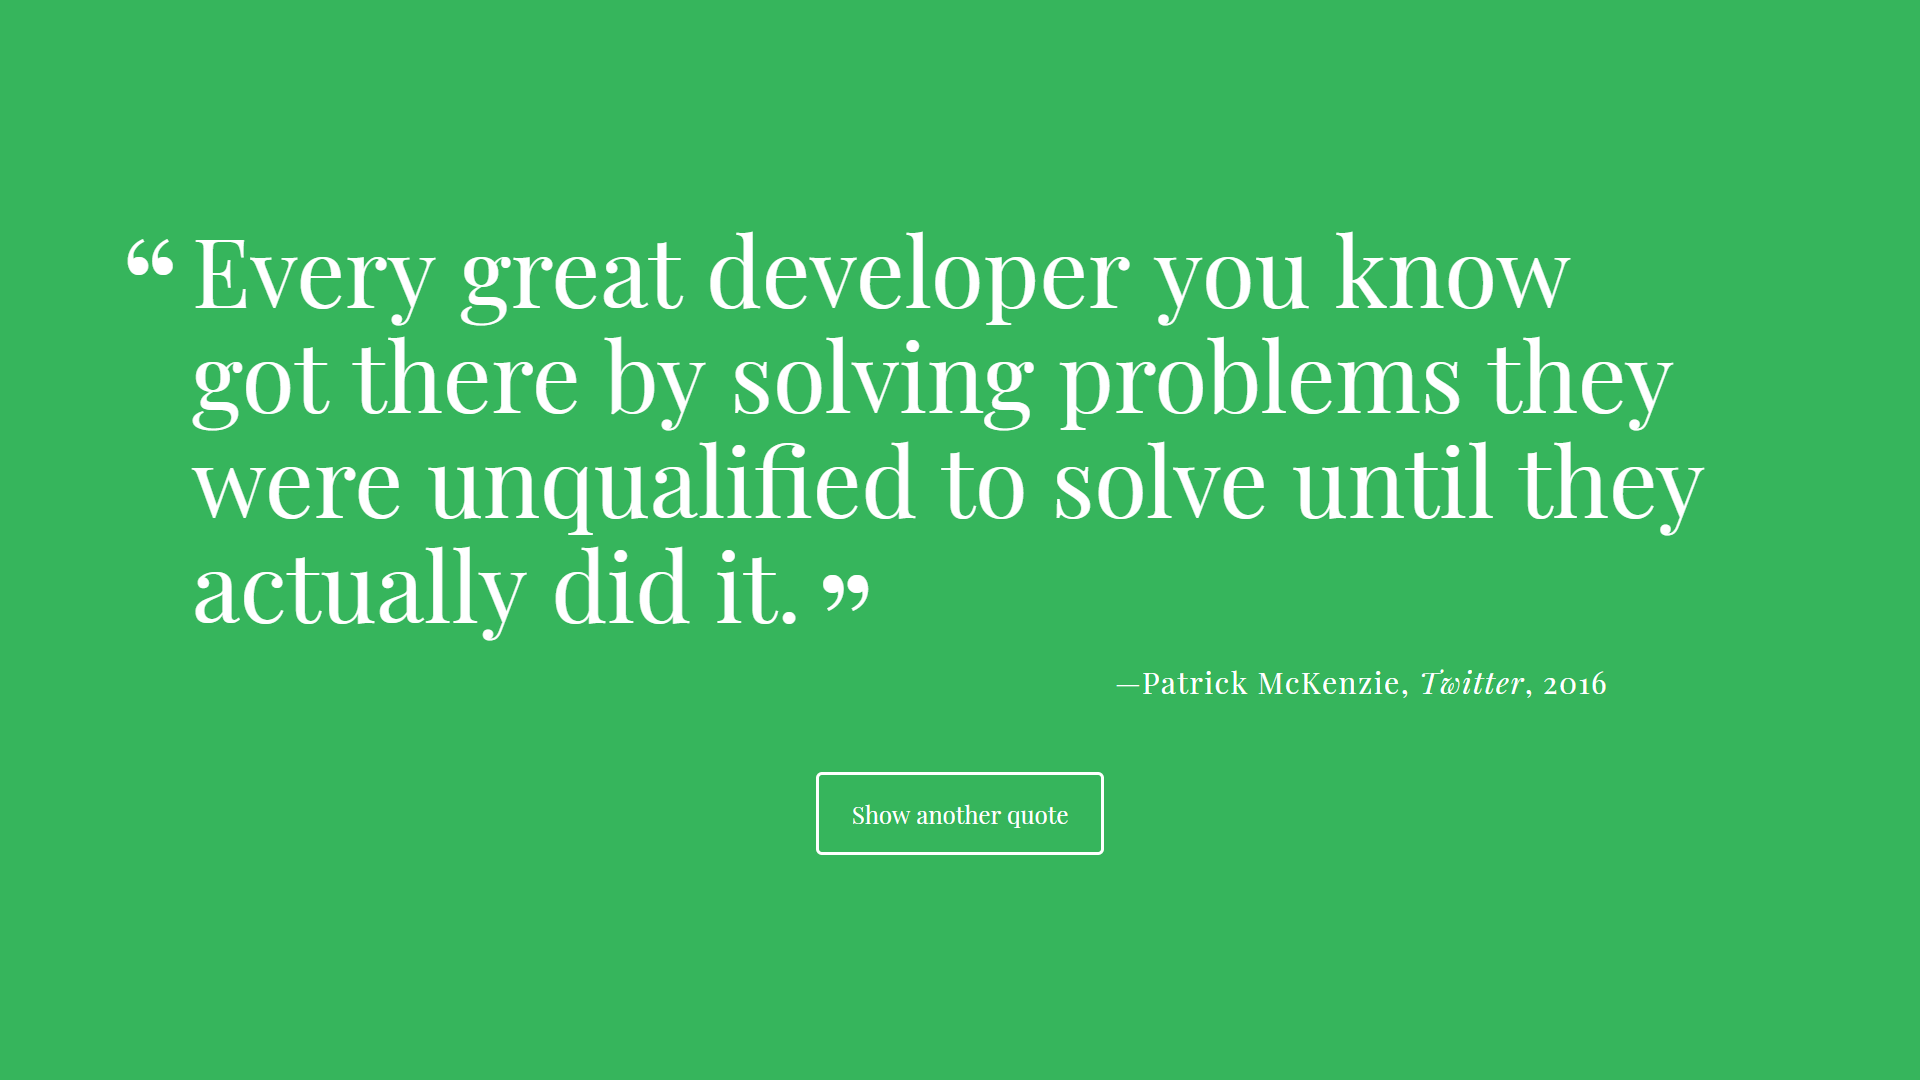 “ Every great developer you know
got there by solving problems they
were unqualified to solve until they
actually did it. ”
—Patrick McKenzie, Twitter, 2016
Show another quote